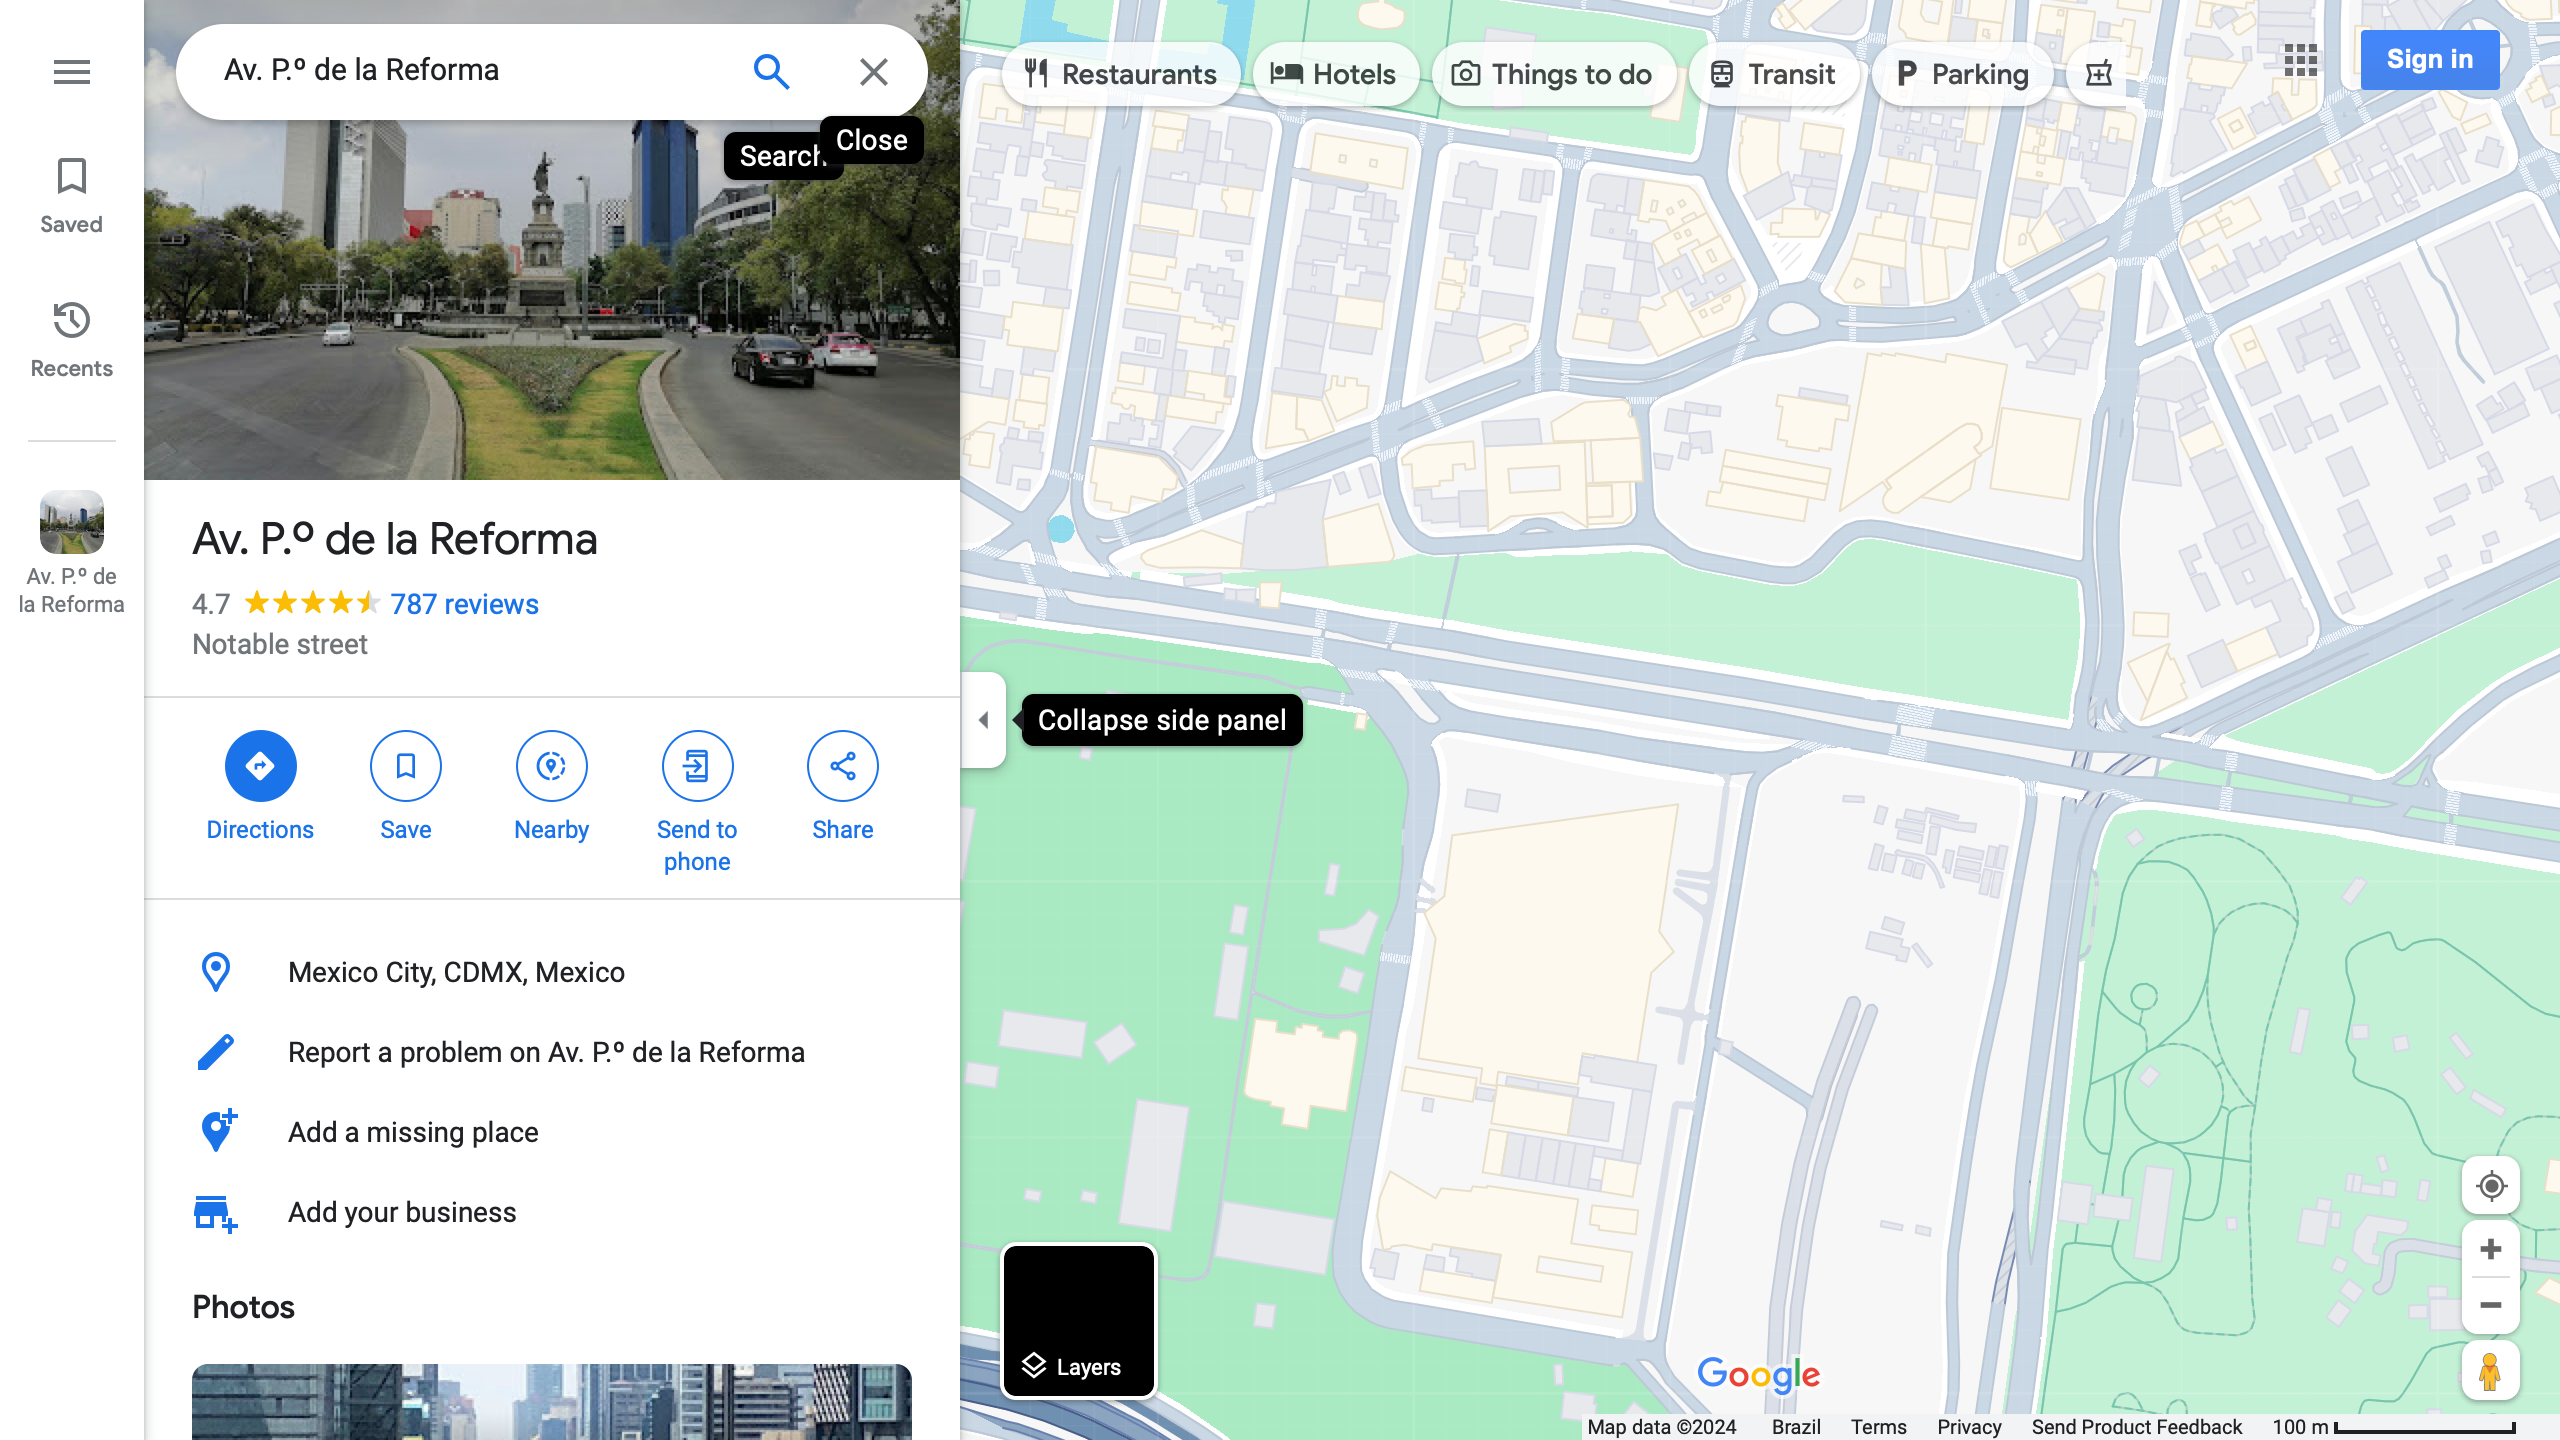 Av. P.º de la Reforma
Search
Close
Saved
Recents
Av. P.º de
la Reforma
Av. P.º de la Reforma
4.7
787 reviews
Notable street
Directions
Save
Nearby
Send to
phone
Share
Mexico City, CDMX, Mexico
Report a problem on Av. P.º de la Reforma
Add a missing place
Add your business
Photos
Restaurants
Hotels
Things to do
Transit
P Parking
Sign in
Collapse side panel
Layers
Google
Map data ©2024
Brazil
Terms
Privacy
Send Product Feedback
100 m